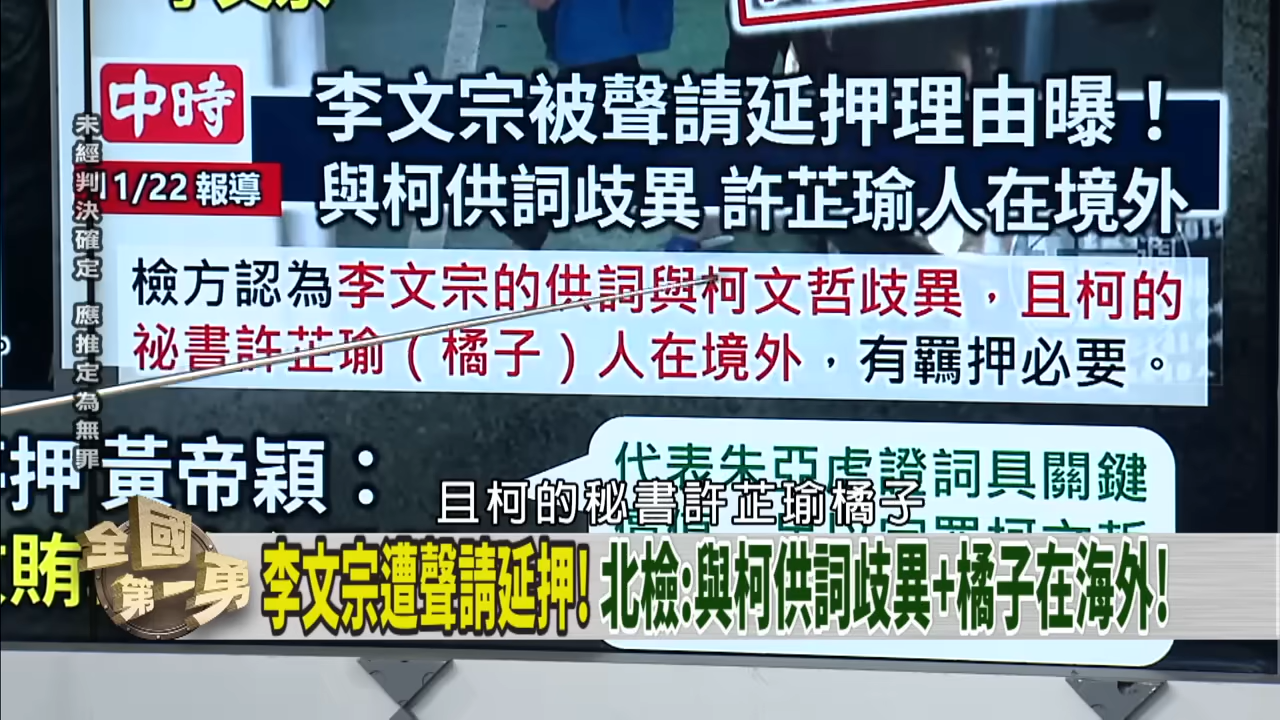 李文宗
中時
11/22 報導
李文宗被聲請延押理由曝！
與柯供詞歧異 許芷瑜人在境外
檢方認為李文宗的供詞與柯文哲歧異，且柯的
祕書許芷瑜（橘子）人在境外，有羈押必要。
未經判決確定 應推定為無罪
押 黃帝穎：
賄
代表朱亞虎證詞具關鍵
且柯的秘書許芷瑜橘子
全國第一勇
李文宗遭聲請延押! 北檢:與柯供詞歧異+橘子在海外!